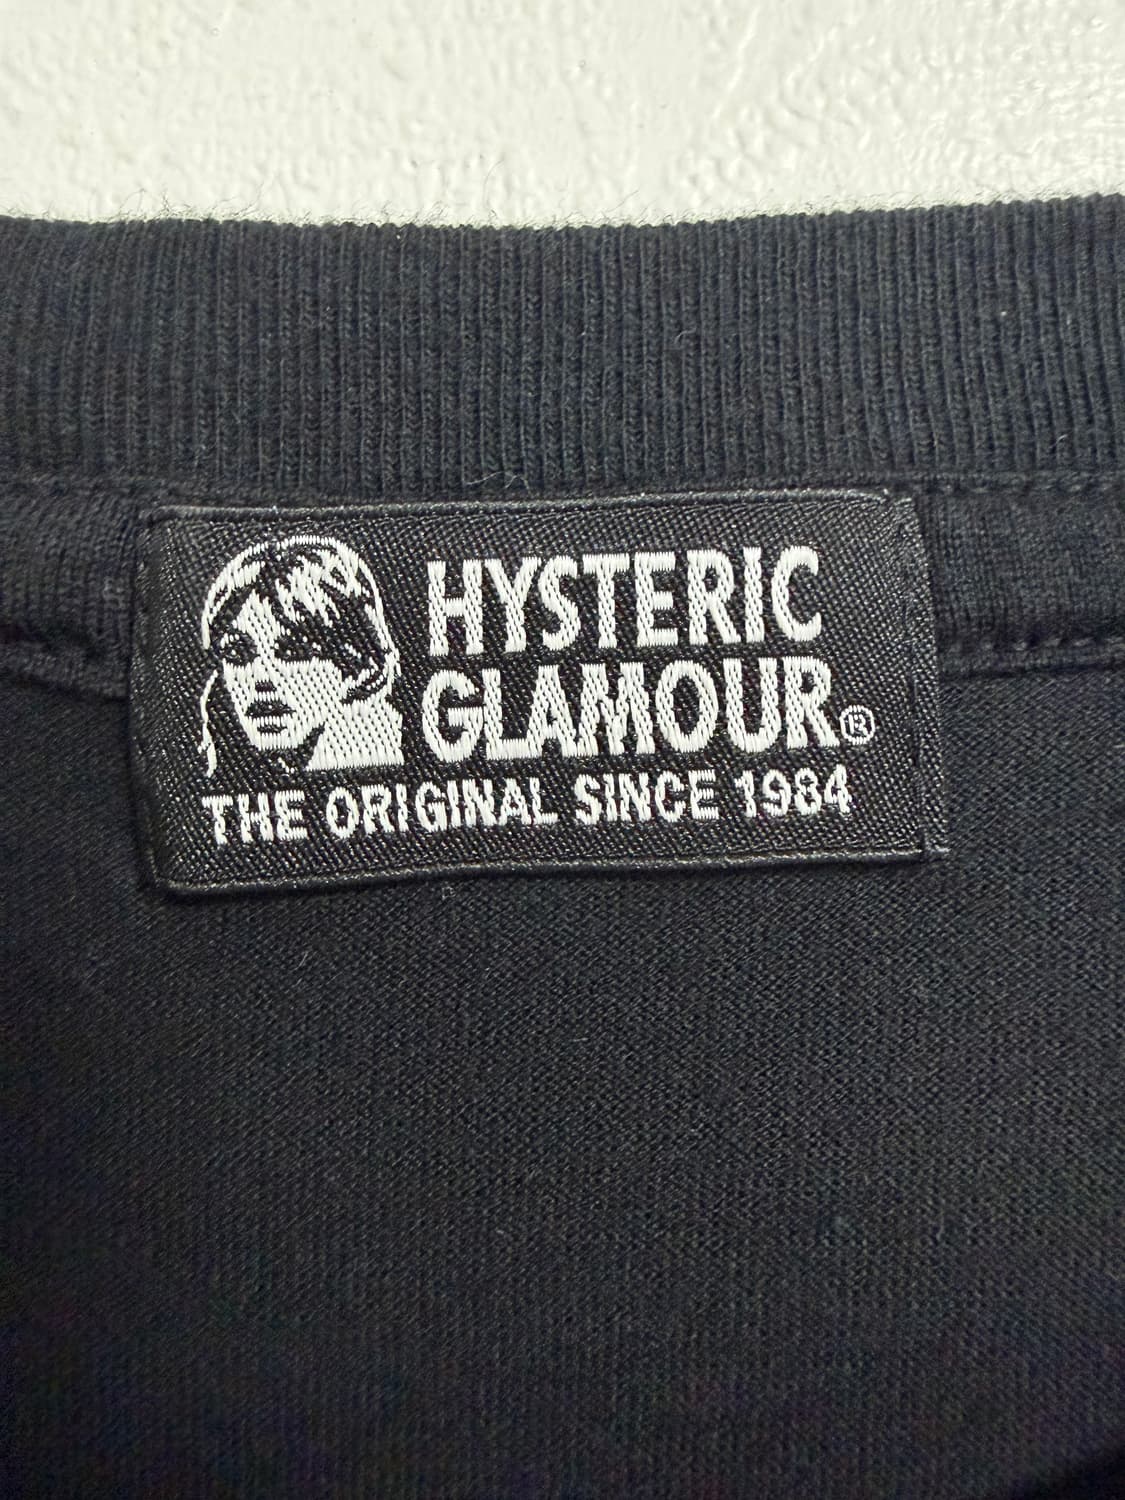 HYSTERIC
GLAMOUR®
THE ORIGINAL SINCE 1984